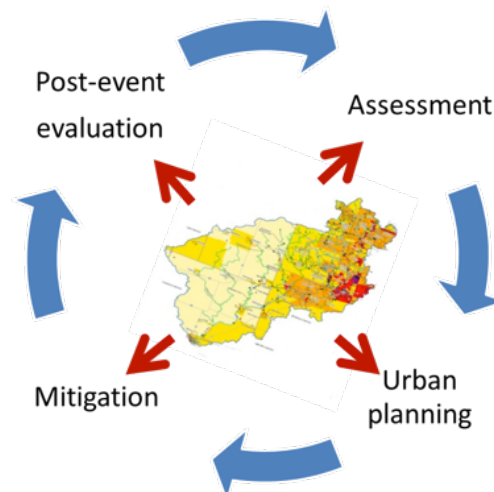 Post-event
evaluation
Assessment
Mitigation
Urban
planning